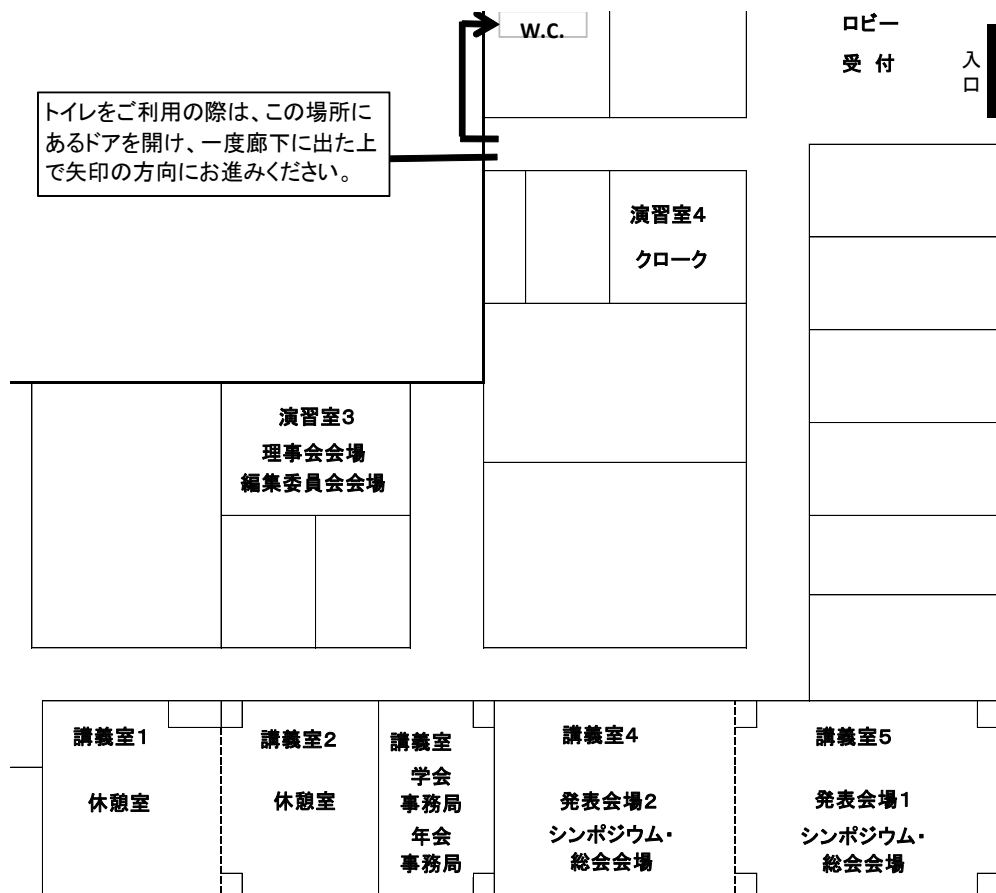 W.C.
ロビー
受 付
入
口
トイレをご利用の際は、この場所に
あるドアを開け、一度廊下に出た上
で矢印の方向にお進みください。
演習室4
クローク
演習室3
理事会会場
編集委員会会場
講義室1
休憩室
講義室2
休憩室
講義室
学会
事務局
年会
事務局
講義室4
発表会場2
シンポジウム・
総会会場
講義室5
発表会場1
シンポジウム・
総会会場